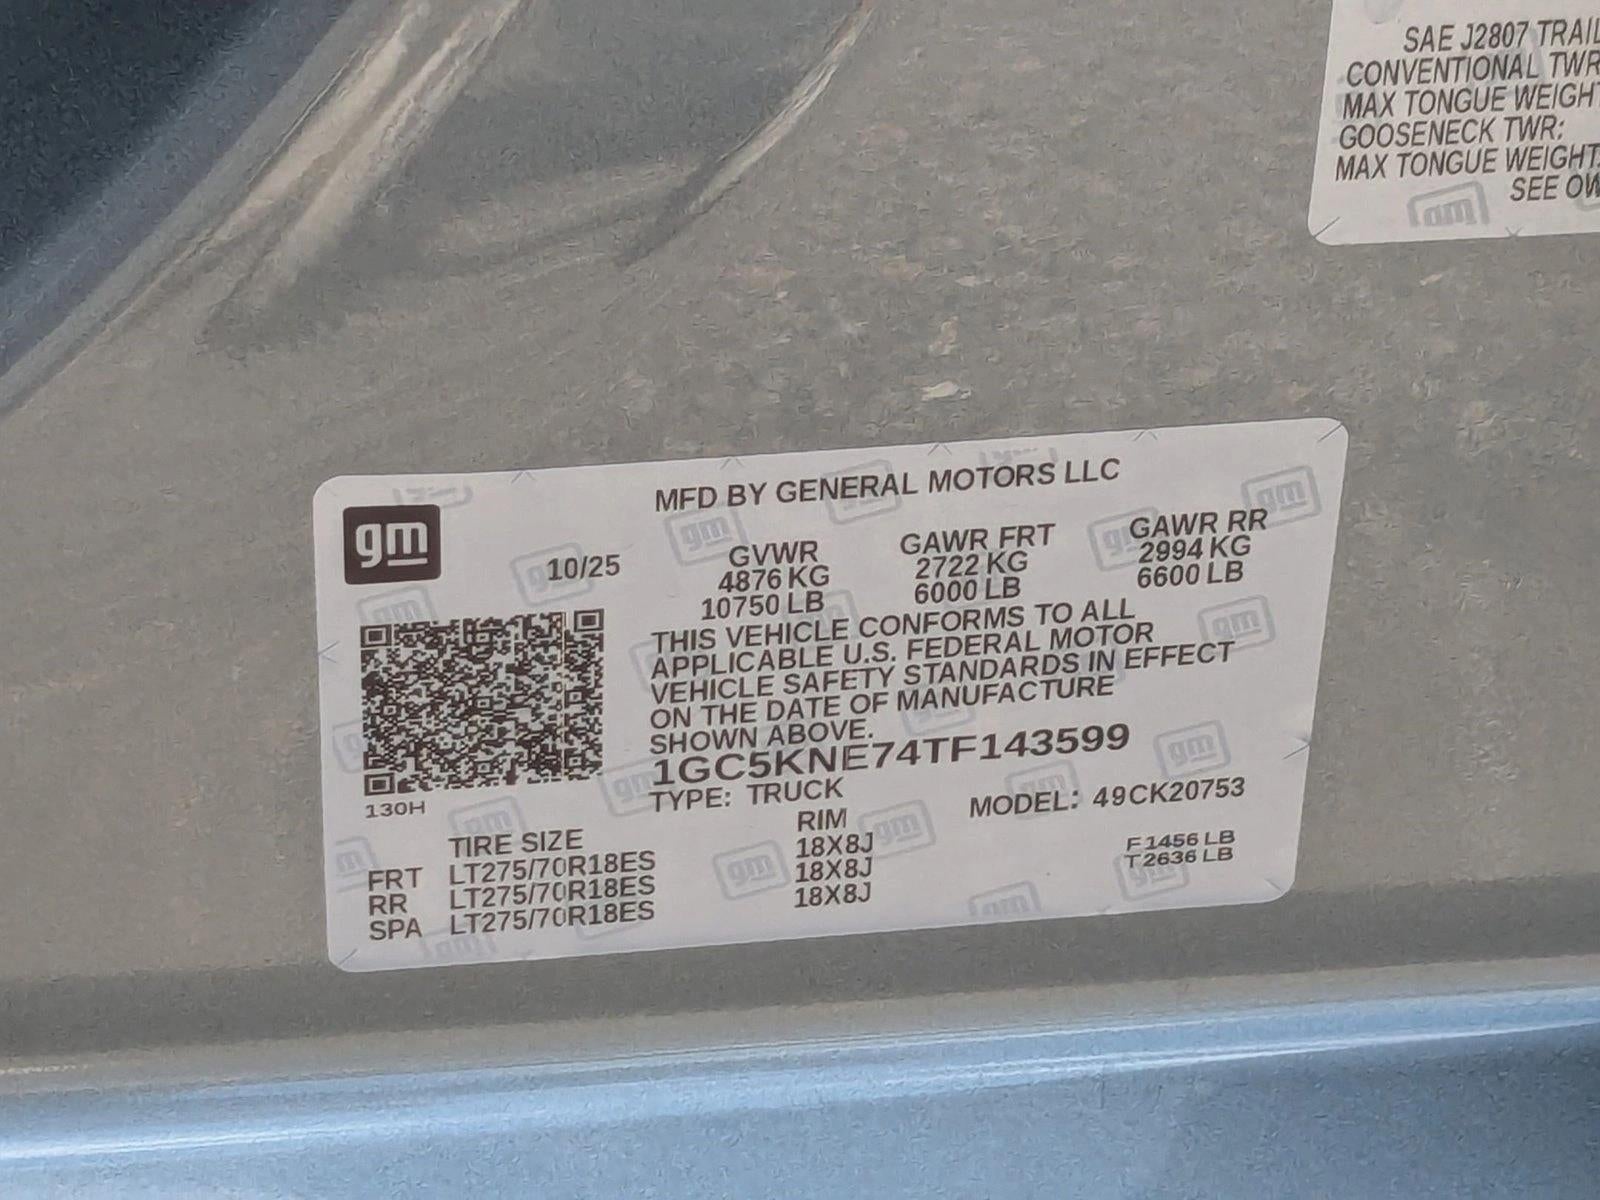 SAE J2807 TRAIL
CONVENTIONAL TWR
MAX TONGUE WEIGHT
GOOSENECK TWR:
MAX TONGUE WEIGHT:
SEE OW
MFD BY GENERAL MOTORS LLC
gm
10/25
GVWR GAWR FRT GAWR RR
4876 KG 2722 KG 2994 KG
10750 LB 6000 LB 6600 LB
THIS VEHICLE CONFORMS TO ALL
APPLICABLE U.S. FEDERAL MOTOR
VEHICLE SAFETY STANDARDS IN EFFECT
ON THE DATE OF MANUFACTURE
SHOWN ABOVE.
1GC5KNE74TF143599
130H
TYPE: TRUCK MODEL: 49CK20753
TIRE SIZE RIM
FRT LT275/70R18ES 18X8J F 1456 LB
RR LT275/70R18ES 18X8J T 2636 LB
SPA LT275/70R18ES 18X8J